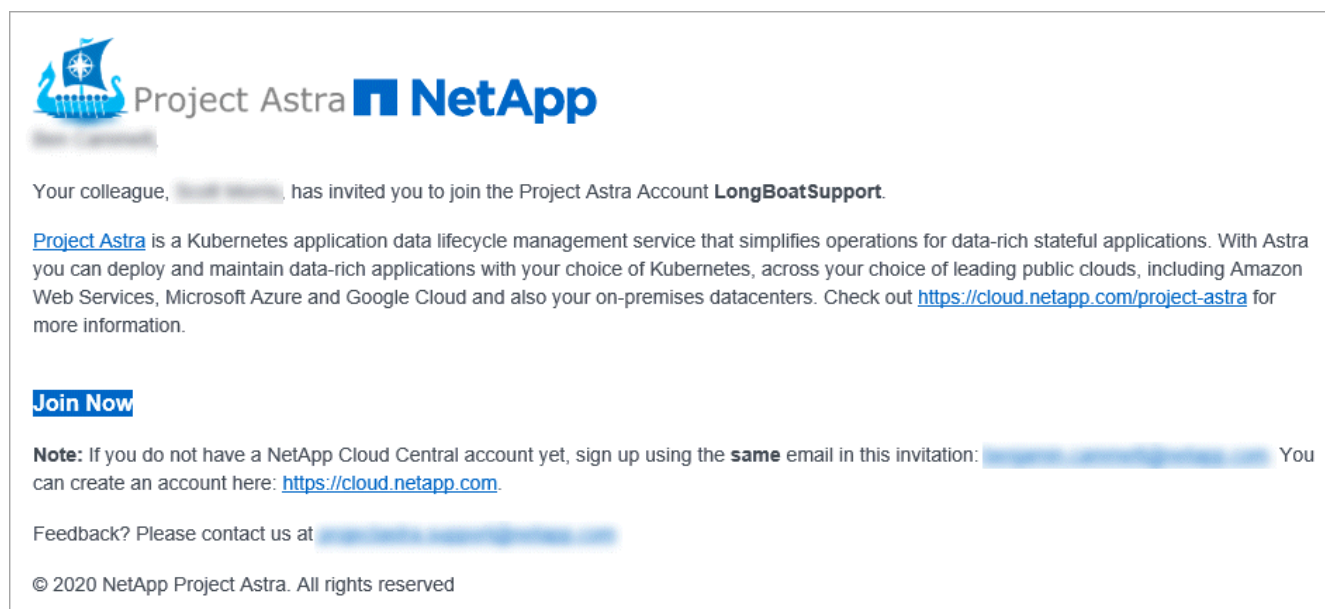 Project Astra NetApp
Your colleague, , has invited you to join the Project Astra Account LongBoatSupport.
Project Astra is a Kubernetes application data lifecycle management service that simplifies operations for data-rich stateful applications. With Astra
you can deploy and maintain data-rich applications with your choice of Kubernetes, across your choice of leading public clouds, including Amazon
Web Services, Microsoft Azure and Google Cloud and also your on-premises datacenters. Check out https://cloud.netapp.com/project-astra for
more information.
Join Now
Note: If you do not have a NetApp Cloud Central account yet, sign up using the same email in this invitation: You
can create an account here: https://cloud.netapp.com.
Feedback? Please contact us at
© 2020 NetApp Project Astra. All rights reserved